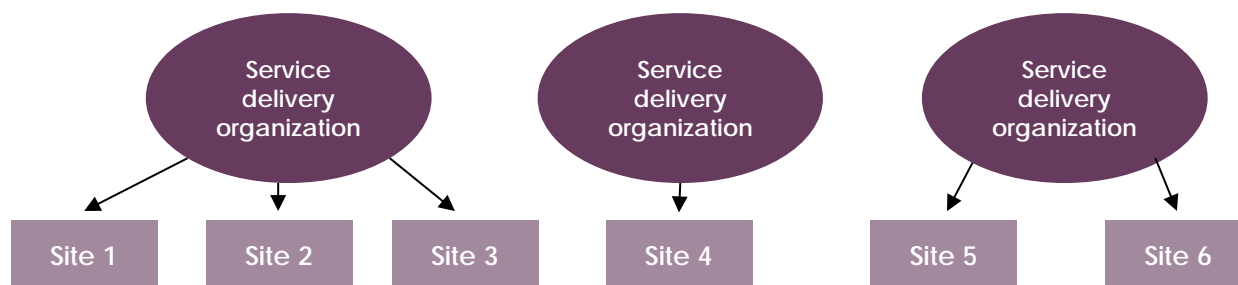 Service
delivery
organization
Service
delivery
organization
Service
delivery
organization
Site 1
Site 2
Site 3
Site 4
Site 5
Site 6